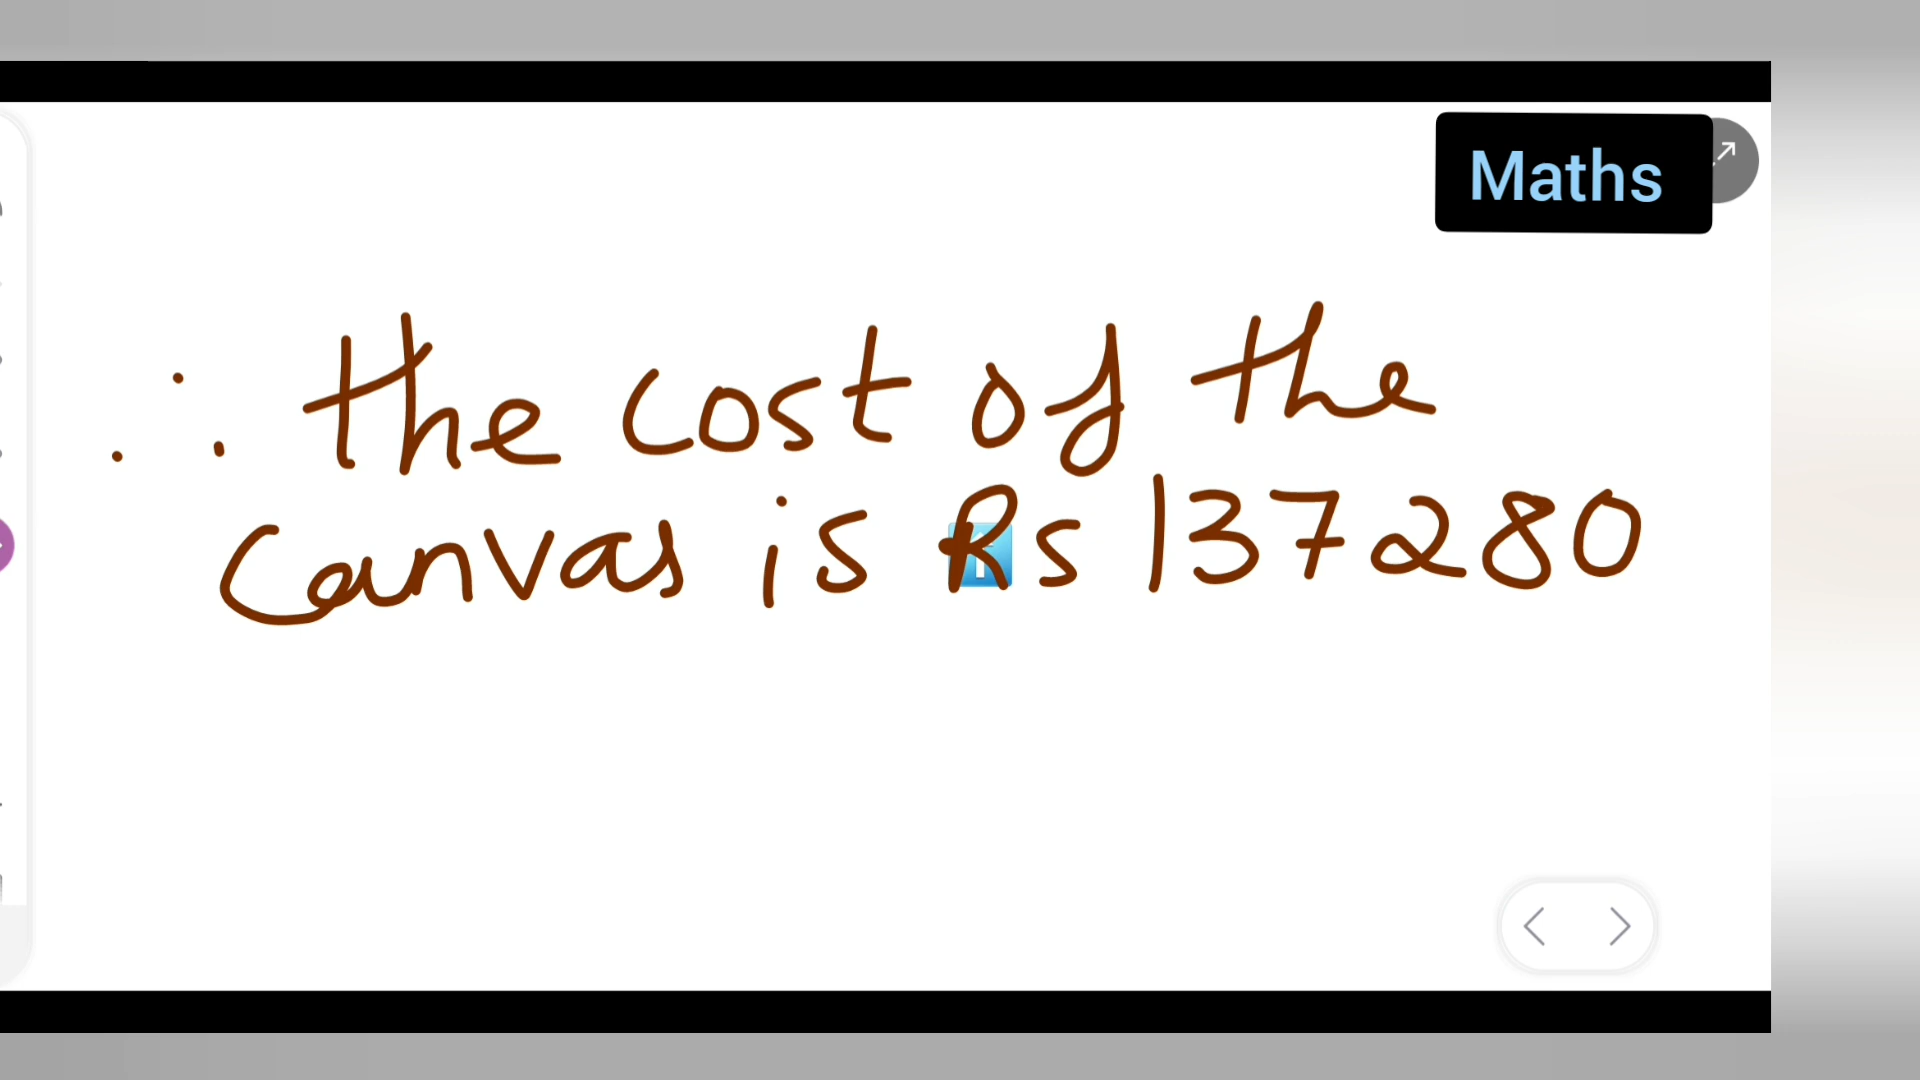 Maths
∴ the cost of the
canvas is Rs 137280